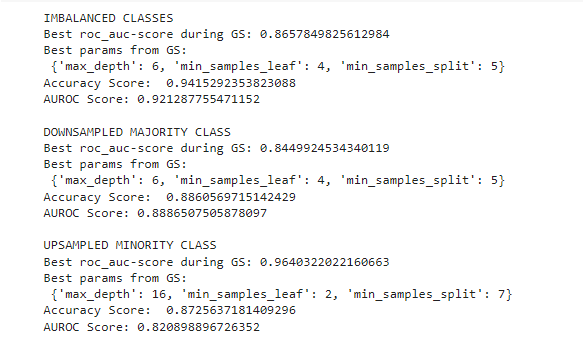 IMBALANCED CLASSES
Best roc_auc-score during GS: 0.8657849825612984
Best params from GS:
{'max_depth': 6, 'min_samples_leaf': 4, 'min_samples_split': 5}
Accuracy Score:  0.9415292353823088
AUROC Score: 0.921287755471152
DOWNSAMPLED MAJORITY CLASS
Best roc_auc-score during GS: 0.8449924534340119
Best params from GS:
{'max_depth': 6, 'min_samples_leaf': 4, 'min_samples_split': 5}
Accuracy Score:  0.8860569715142429
AUROC Score: 0.8886507505878097
UPSAMPLED MINORITY CLASS
Best roc_auc-score during GS: 0.9640322022160663
Best params from GS:
{'max_depth': 16, 'min_samples_leaf': 2, 'min_samples_split': 7}
Accuracy Score:  0.8725637181409296
AUROC Score: 0.820898896726352